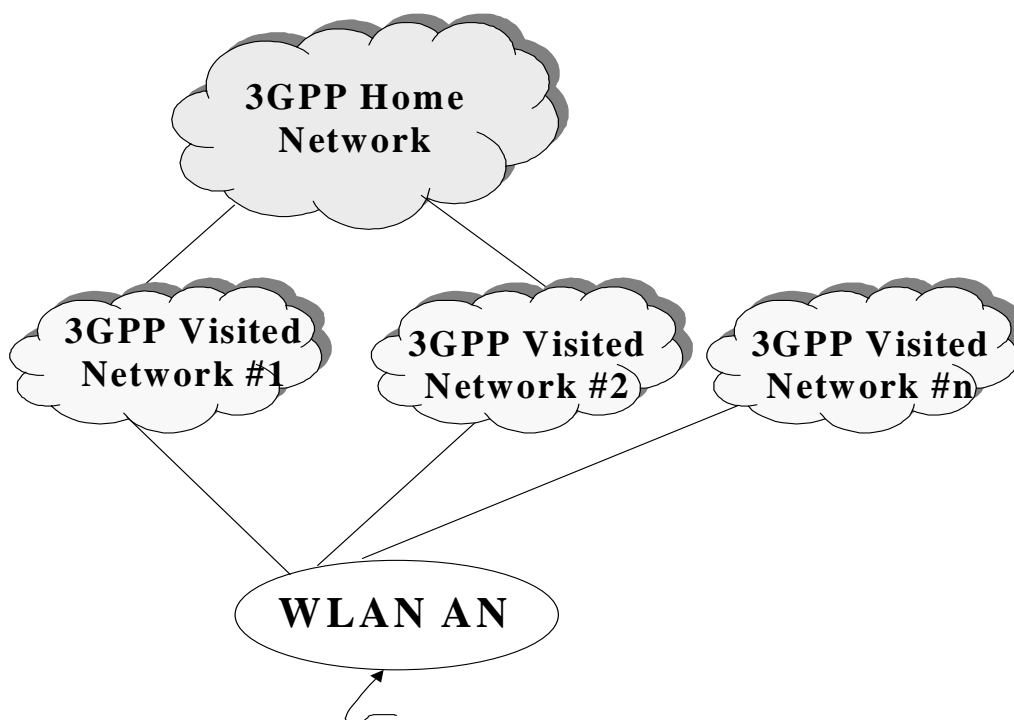 3GPP Home
Network
3GPP Visited
Network #1
3GPP Visited
Network #2
3GPP Visited
Network #n
WLAN AN